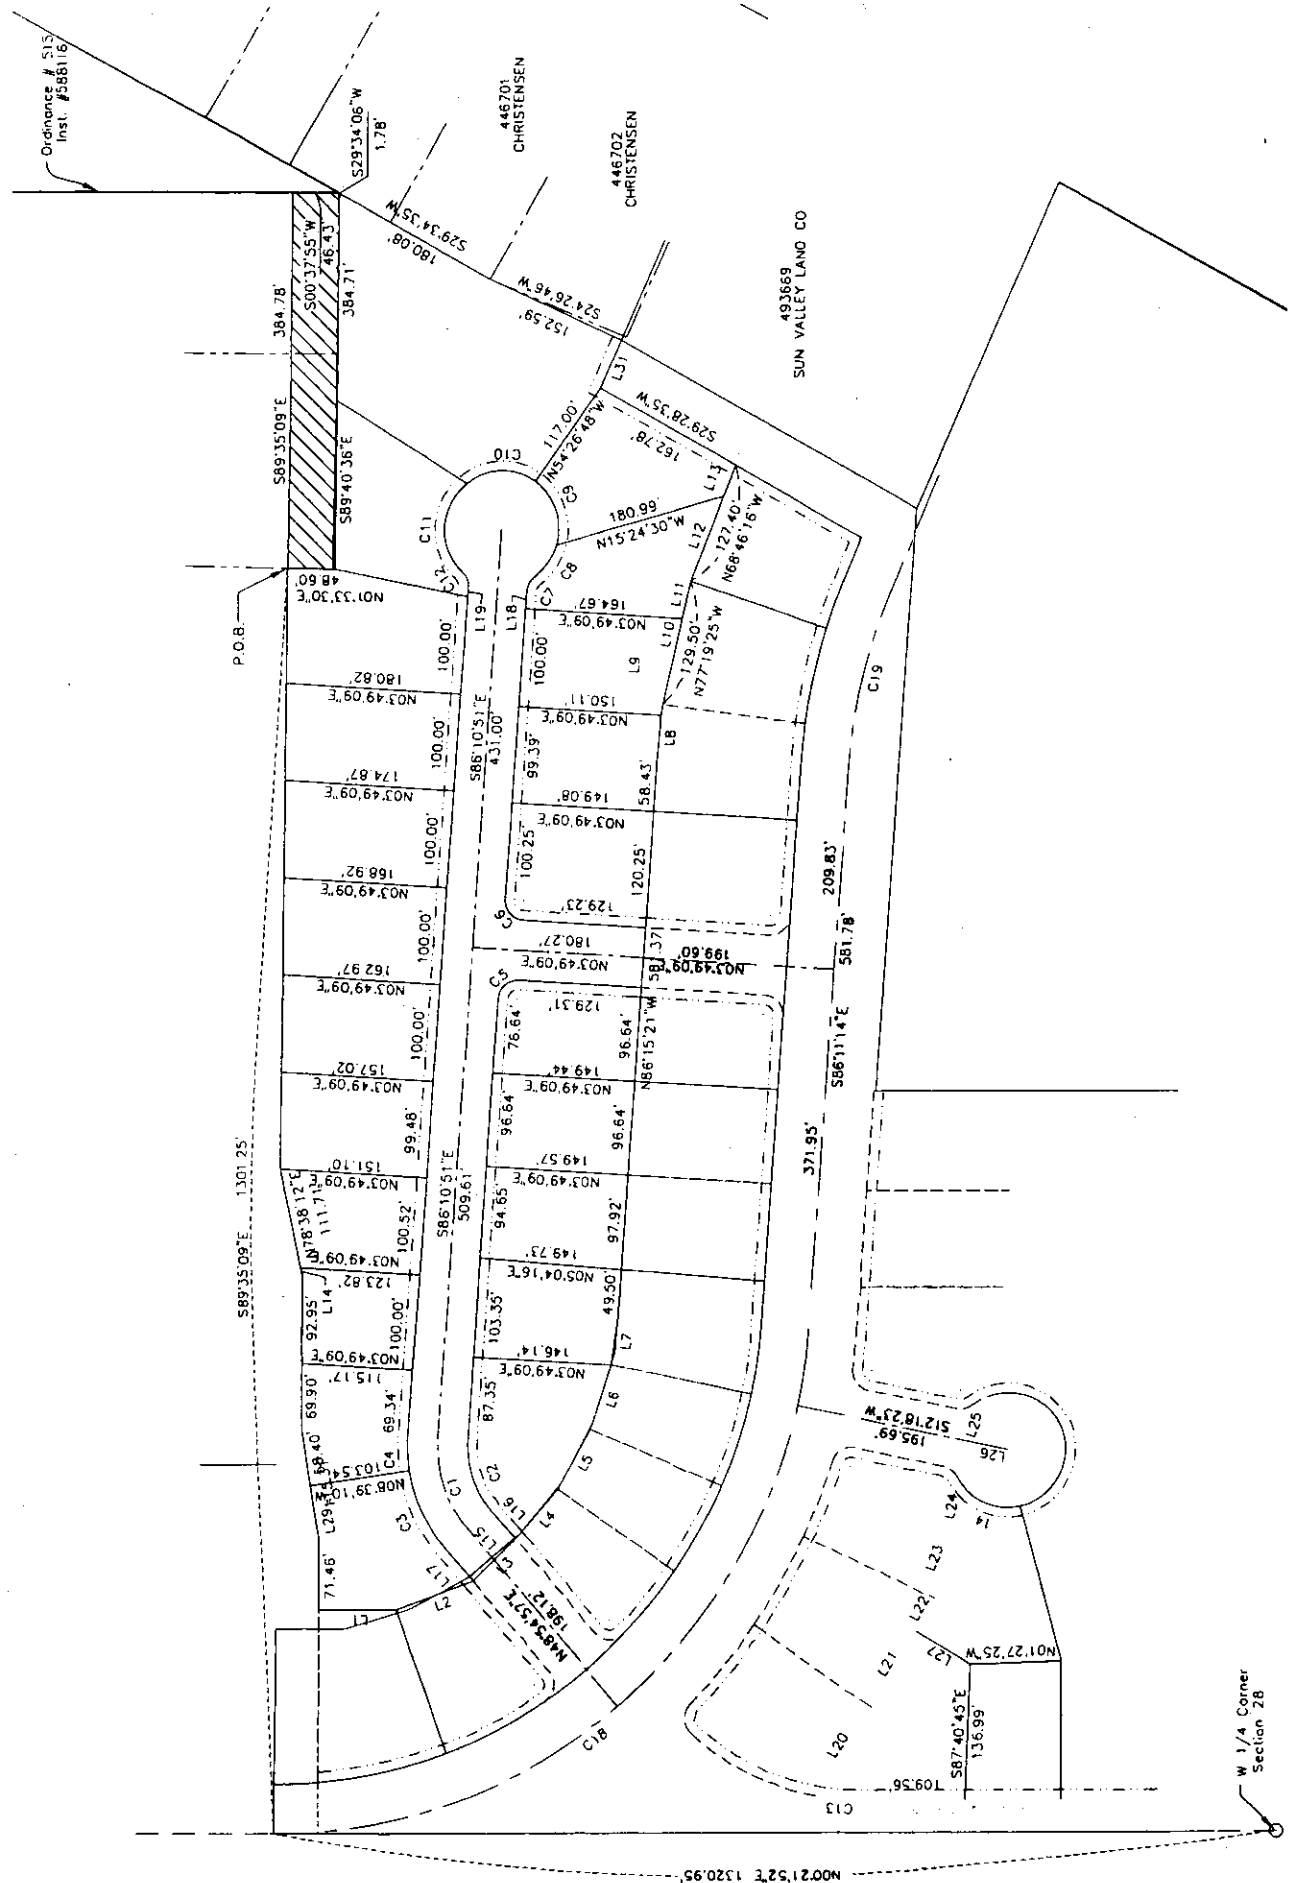 Ordinance # 515
Inst. #588116
S29°34'06"W
1.78'
446701
CHRISTENSEN
446702
CHRISTENSEN
493669
SUN VALLEY LAND CO
S00°37'55"W
46.43'
384.78'
384.71'
S89°35'09"E
S89°40'36"E
180.08'
S29°34'35"W
152.59'
S24°26'46"W
L31
S29°28'35"W
162.78'
117.00'
N54°26'48"W
C10
C9
C11
C12
C8
C7
L13
L12
L11
L10
L9
L8
180.99'
N15°24'30"W
127.40'
N68°46'16"W
129.50'
N77°19'25"W
P.O.B.
48.60'
N01°33'30"E
L19
L18
164.67'
N03°49'09"E
100.00'
100.00'
180.82'
N03°49'09"E
150.11'
N03°49'09"E
S86°10'51"E
431.00'
C19
100.00'
99.39'
58.43'
174.87'
N03°49'09"E
149.08'
N03°49'09"E
100.00'
100.25'
120.25'
209.83'
168.92'
N03°49'09"E
129.23'
C6
100.00'
180.27'
N03°49'09"E
581.37'
199.60'
N03°49'09"E
581.78'
162.97'
N03°49'09"E
C5
129.31'
N86°15'21"W
100.00'
76.64'
96.64'
S86°11'14"E
157.02'
N03°49'09"E
149.44'
N03°49'09"E
99.48'
96.64'
96.64'
371.95'
151.10'
N03°49'09"E
149.57'
N03°49'09"E
S86°10'51"E
509.61'
94.65'
97.92'
N78°38'12"E
111.71'
100.52'
S89°35'09"E 1301.25'
123.82'
N03°49'09"E
149.73'
N05°04'16"E
L14
92.95'
100.00'
103.35'
49.50'
115.17'
N03°49'09"E
146.14'
N03°49'09"E
L7
69.90'
69.34'
87.35'
L6
S12°18'23"W
195.69'
L25
L26
103.54'
C4
C1
C2
L5
L29
C3
L16
L15
L4
L24
14
71.46'
L17
L2
L1
N48°54'57"E
198.12'
L23
L22
L21
L27
N01°27'25"W
C18
L20
S87°40'45"E
136.99'
109.56'
C13
W 1/4 Corner
Section 28
N00°21'52"E 1320.95'